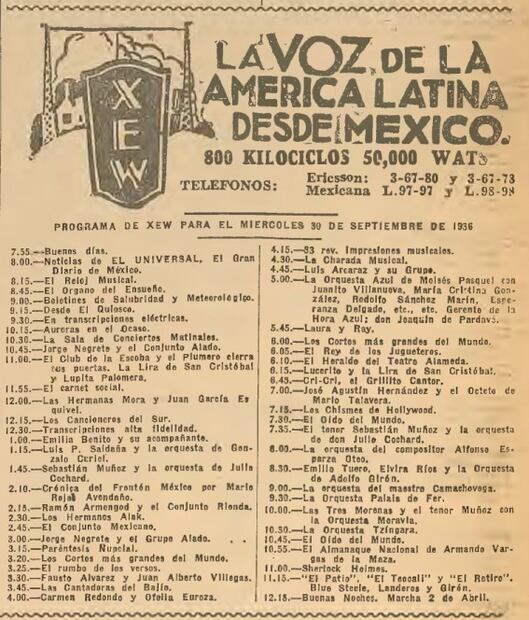 XEW
LA VOZ DE LA
AMERICA LATINA
DESDE MEXICO.
800 KILOCICLOS 50,000 WATS
TELEFONOS:
Ericsson: 3-67-80 y 3-67-73
Mexicana L.97-97 y L.98-98
PROGRAMA DE XEW PARA EL MIERCOLES 30 DE SEPTIEMBRE DE 1936
7.55.—Buenos días.
8.00.—Noticias de EL UNIVERSAL, El Gran
Diario de México.
8.15.—El Reloj Musical.
8.45.—El Organo del Ensueño.
9.00.—Boletines de Salubridad y Meteorológico.
9.15.—Desde El Quiosco.
9.30.—En transcripciones eléctricas.
10.15.—Auroras en el Ocaso.
10.30.—La Sala de Conciertos Matinales.
10.45.—Jorge Negrete y el Conjunto Alado.
11.00.—El Club de la Escoba y el Plumero cierra
sus puertas. La Lira de San Cristóbal
y Lupita Palomera.
11.55.—El carnet social.
12.00.—Las Hermanas Mora y Juan García Es
quivel.
12.15.—Los Cancioneros del Sur.
12.30.—Transcripciones alta fidelidad.
1.00.—Emilia Benito y su acompañante.
1.15.—Luis P. Saldaña y la orquesta de Gon-
zalo Curiel.
1.45.—Sebastián Muñoz y la orquesta de Julio
Cochard.
2.10.—Crónica del Frontón México por Mario
Rojas Avendaño.
2.15.—Ramón Armengod y el Conjunto Rionda.
2.30.—Los Hermanos Alak.
2.45.—El Conjunto Mexicano.
3.00.—Jorge Negrete y el Grupo Alado.
3.15.—Paréntesis Nupcial.
3.20.—Los Cortos más grandes del Mundo.
3.25.—El rumbo de los versos.
3.30.—Fausto Alvarez y Juan Alberto Villegas.
3.45.—Las Cantadoras del Bajío.
4.00.—Carmen Redondo y Ofelia Euroza.
4.15.—33 rev. Impresiones musicales.
4.30.—La Charada Musical.
4.45.—Luis Arcaraz y su Grupo.
5.00.—La Orquesta Azul de Moisés Pasquel con
Juanito Villanueva, María Cristina Gon-
zález, Rodolfo Sánchez Marín, Espe-
ranza Delgado, etc., etc. Gerente de la
Hora Azul: don Joaquín de Pardavé.
5.45.—Laura y Ray.
6.00.—Los Cortos más grandes del Mundo.
6.05.—El Rey de los Jugueteros.
6.10.—El Heraldo del Teatro Alameda.
6.15.—Lucerito y la Lira de San Cristóbal.
6.45.—Cri-Cri, el Grillito Cantor.
7.00.—José Agustín Hernández y el Octeto de
Mario Talavera.
7.15.—Los Chismes de Hollywood.
7.30.—El Oído del Mundo.
7.35.—El tenor Sebastián Muñoz y la orquesta
de don Julio Cochard.
8.00.—La orquesta del compositor Alfonso Es-
parza Oteo.
8.30.—Emilio Tuero, Elvira Ríos y la Orquesta
de Adolfo Girón.
9.00.—La orquesta del maestro Camachovega.
9.30.—La Orquesta Palais de Fer.
10.00.—Las Tres Morenas y el tenor Muñoz con
la Orquesta Moravia.
10.30.—La Orquesta Tzíngara.
10.45.—El Oído del Mundo.
10.55.—El Almanaque Nacional de Armando Var-
gas de la Maza.
11.00.—Sherlock Holmes.
11.15.—"El Patio", "El Teocali" y "El Retiro".
Blue Steele, Landeros y Girón.
12.15.—Buenas Noches. Marcha 2 de Abril.